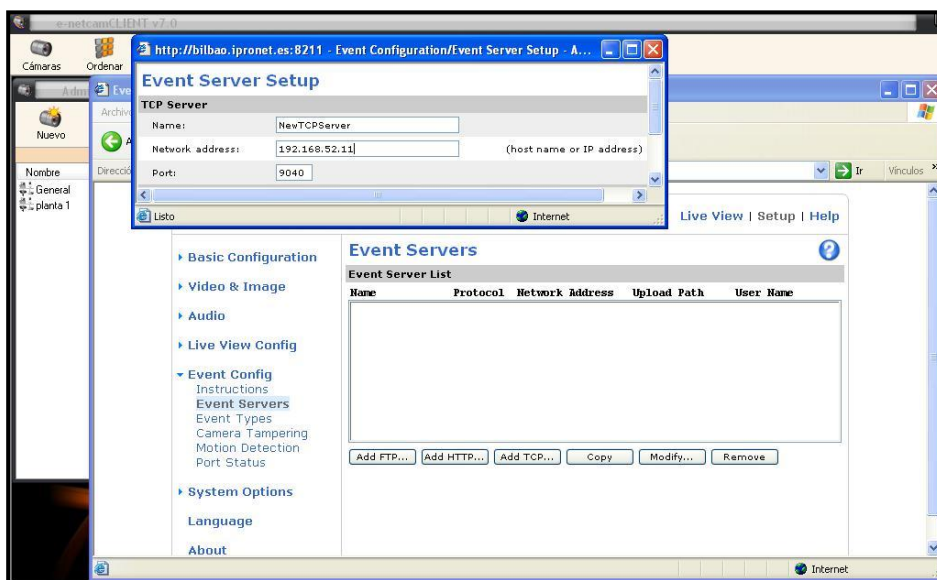 e-netcamCLIENT v7.0
Cámaras
Ordenar
http://bilbao.ipronet.es:8211 - Event Configuration/Event Server Setup - A...
Event Server Setup
TCP Server
Name: NewTCPServer
Network address: 192.168.52.11 (host name or IP address)
Port: 9040
Listo
Internet
Nuevo
Nombre
General
planta 1
Ir
Vínculos
Live View | Setup | Help
Basic Configuration
Video & Image
Audio
Live View Config
Event Config
Instructions
Event Servers
Event Types
Camera Tampering
Motion Detection
Port Status
System Options
Language
About
Event Servers
Event Server List
Name Protocol Network Address Upload Path User Name
Add FTP... Add HTTP... Add TCP... Copy Modify... Remove
Internet